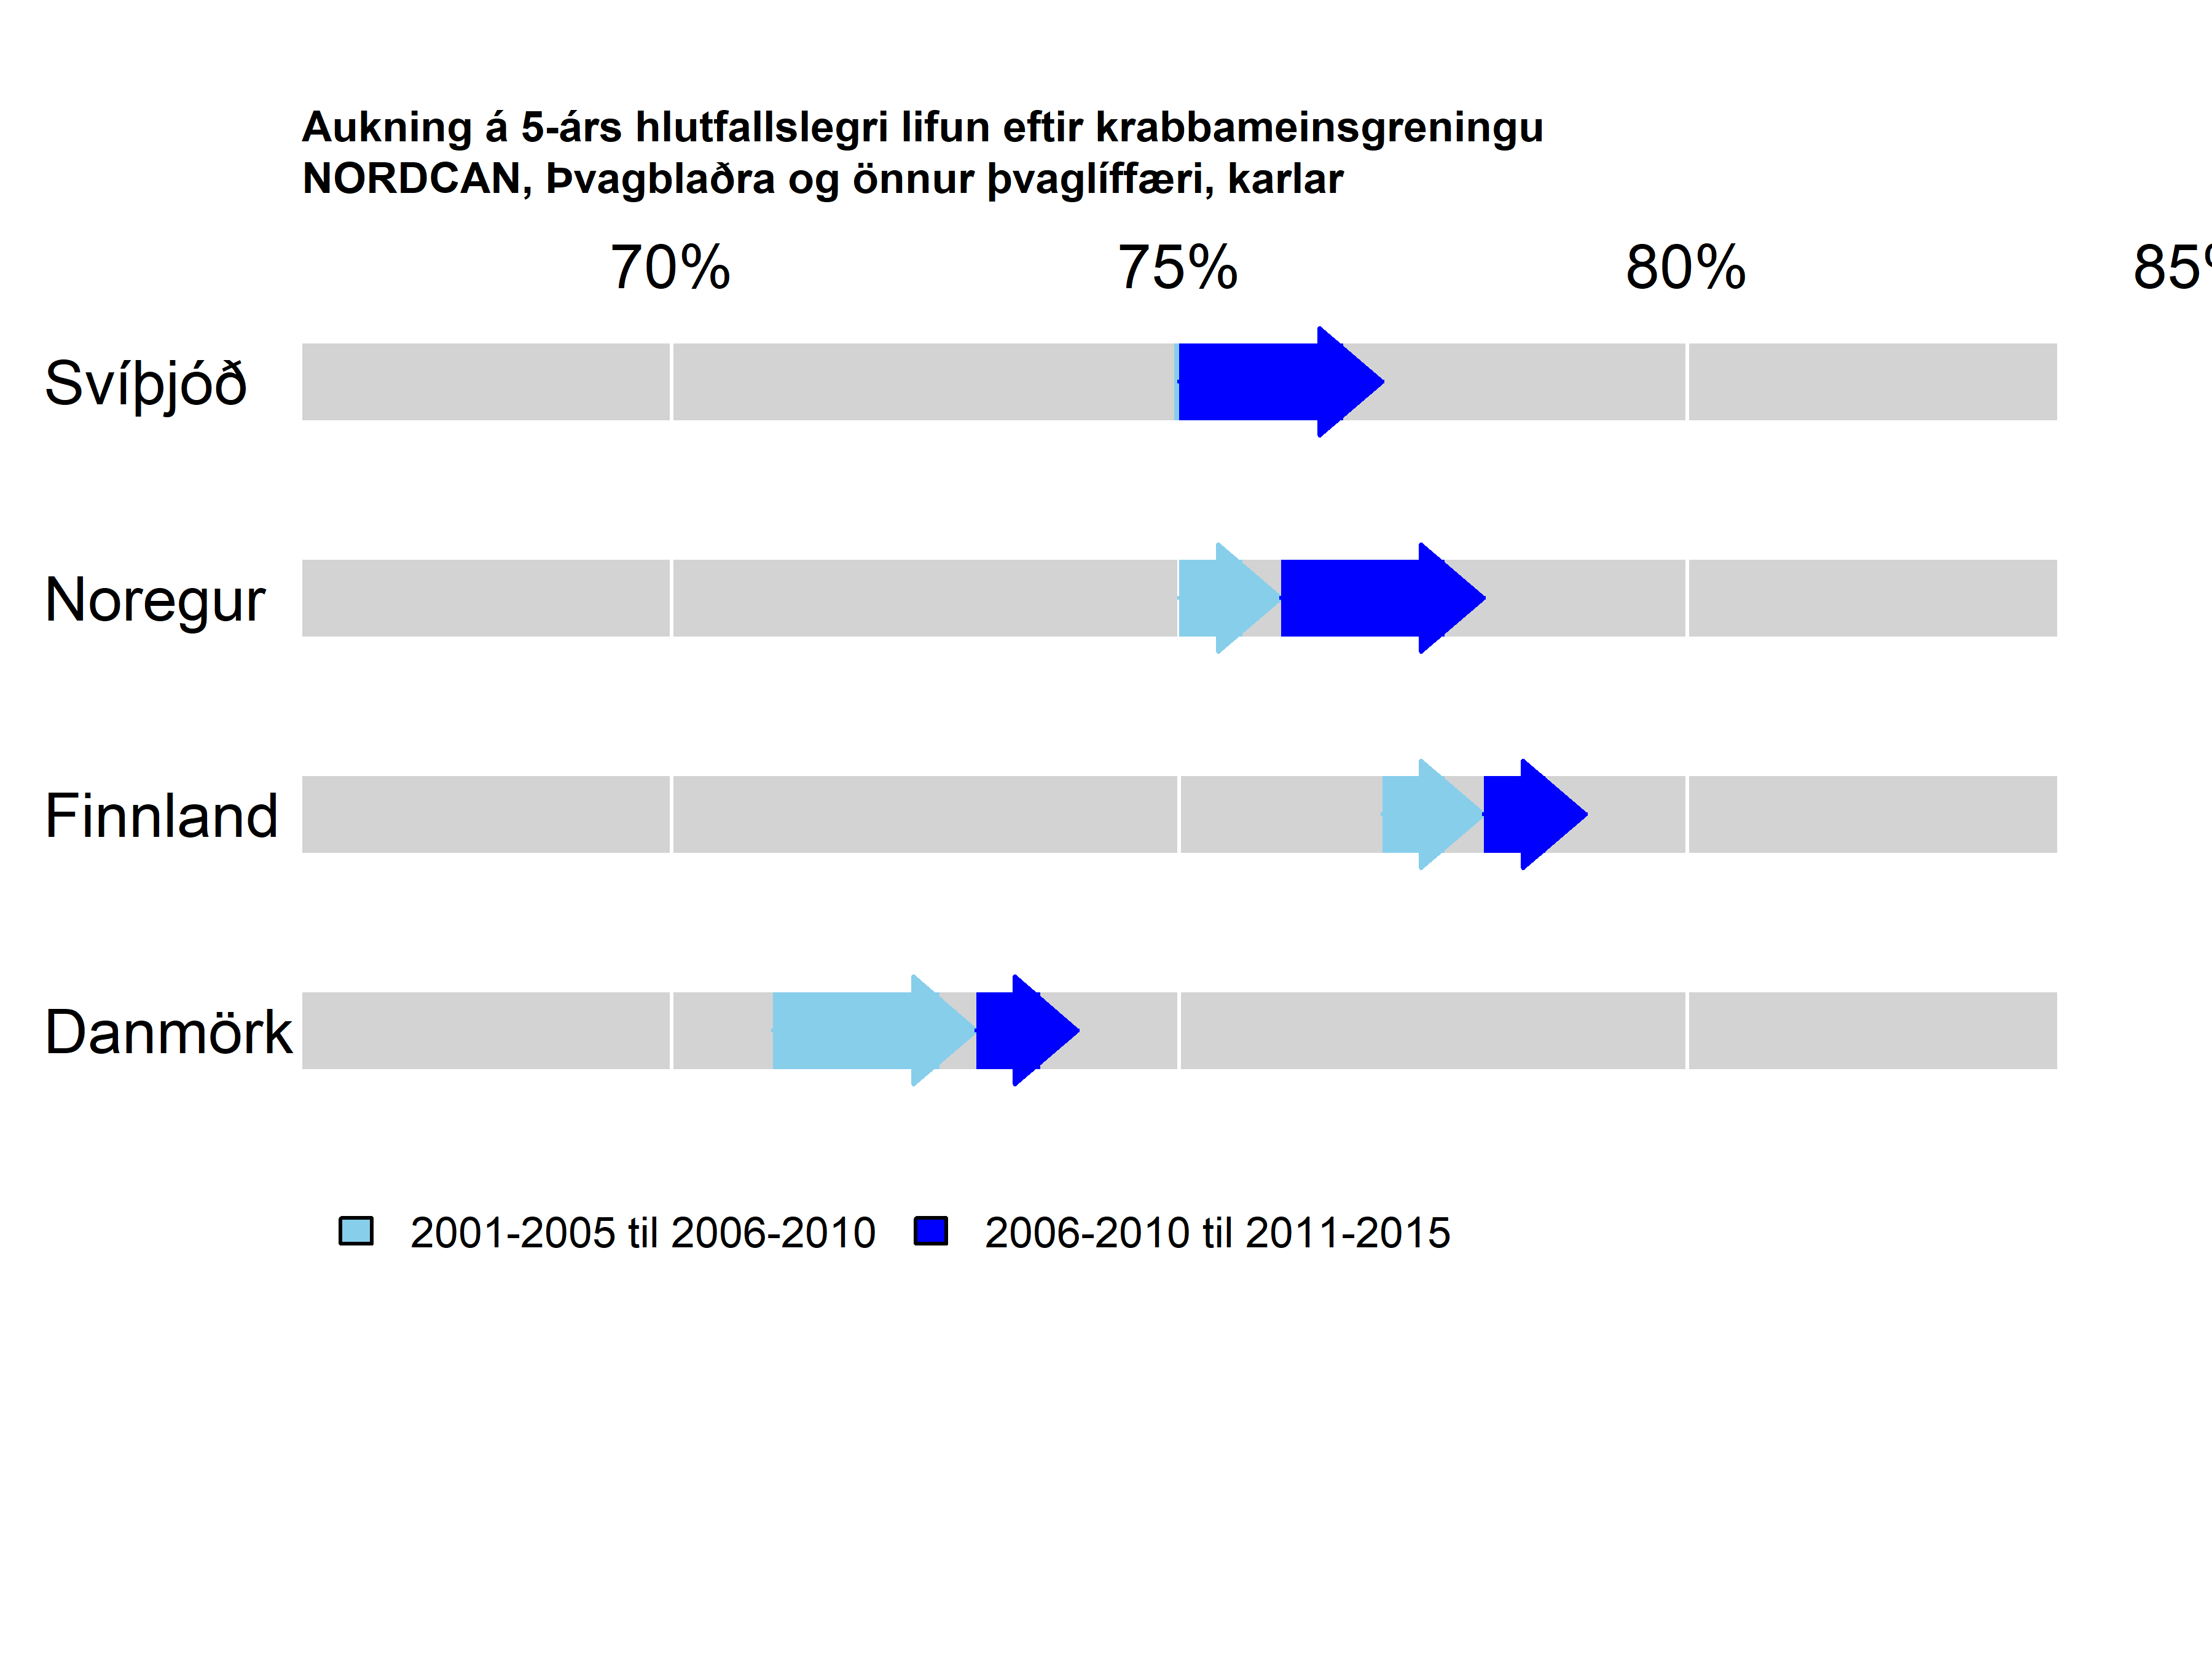 Aukning á 5-árs hlutfallslegri lifun eftir krabbameinsgreningu
NORDCAN, Þvagblaðra og önnur þvaglíffæri, karlar
70% 75% 80% 85%
Svíþjóð
Noregur
Finnland
Danmörk
2001-2005 til 2006-2010 2006-2010 til 2011-2015